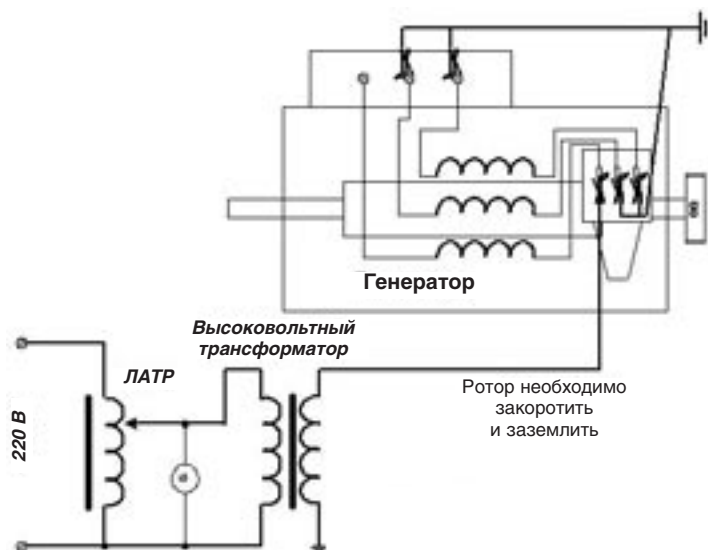 Генератор
Высоковольтный
трансформатор
ЛАТР
Ротор необходимо
закоротить
и заземлить
220 В